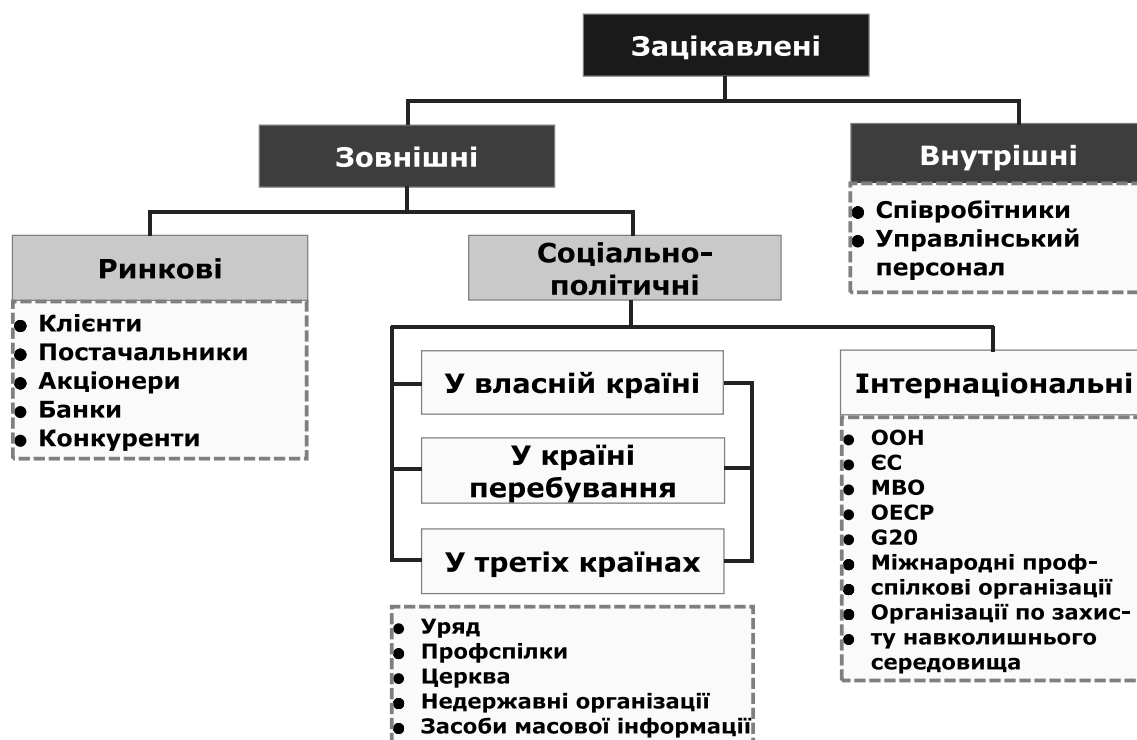 Зацікавлені
Зовнішні
Внутрішні
● Співробітники
● Управлінський
персонал
Ринкові
● Клієнти
● Постачальники
● Акціонери
● Банки
● Конкуренти
Соціально-
політичні
У власній країні
У країні
перебування
У третіх країнах
● Уряд
● Профспілки
● Церква
● Недержавні організації
● Засоби масової інформації
Інтернаціональні
● ООН
● ЄС
● МВО
● ОЕСР
● G20
● Міжнародні проф-
● спілкові організації
● Організації по захис-
● ту навколишнього
середовища